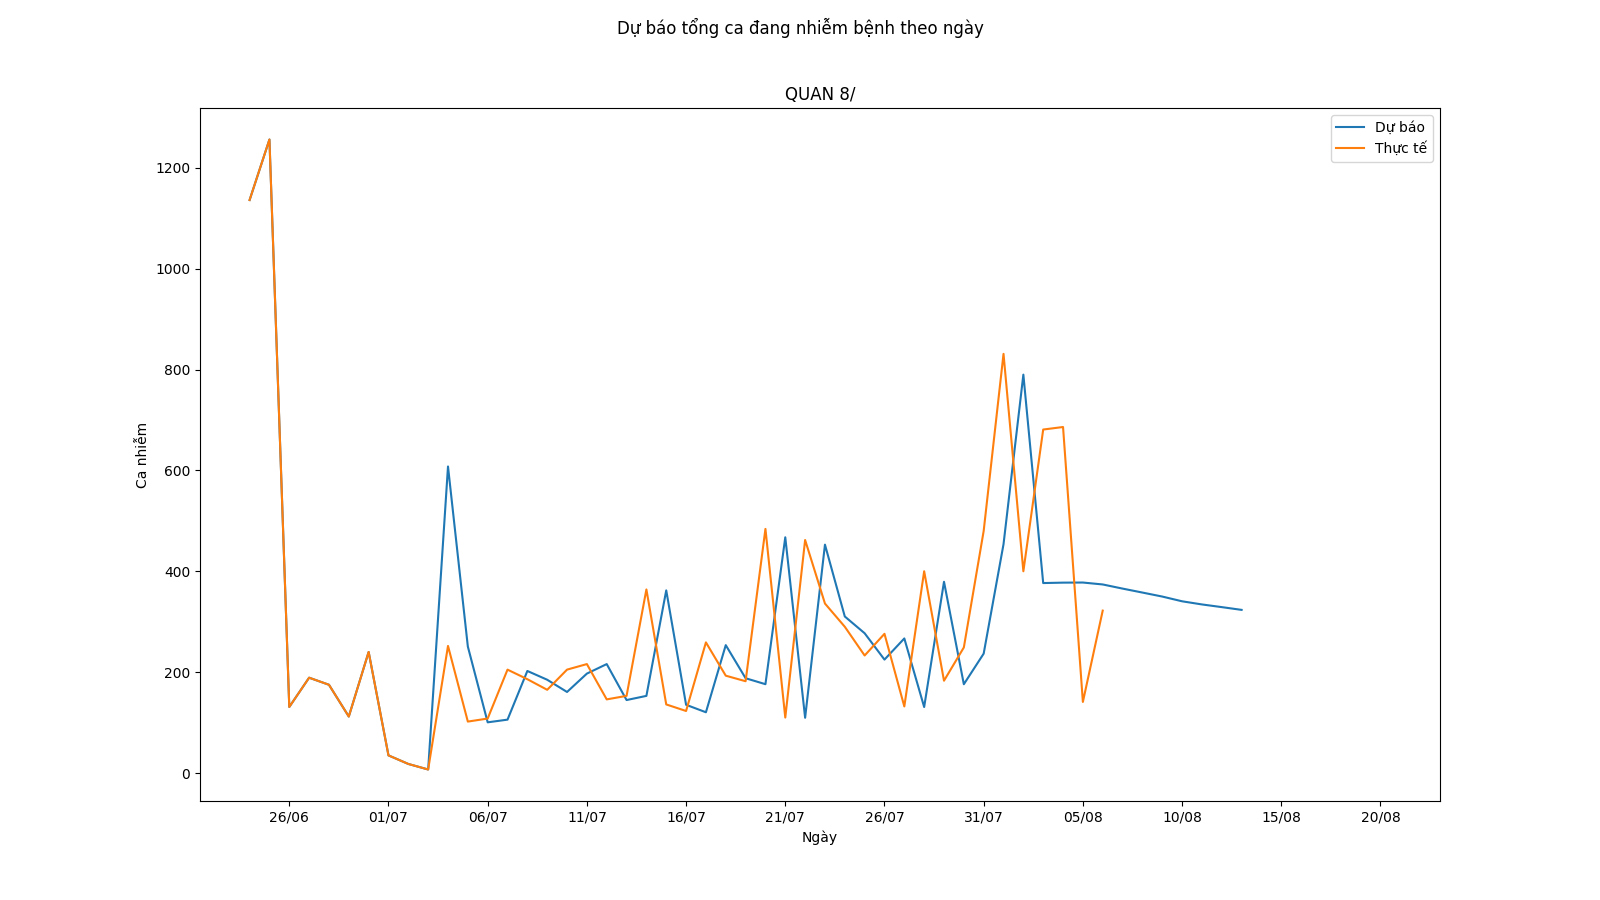 Dự báo tổng ca đang nhiễm bệnh theo ngày
QUAN 8/
Dự báo
Thực tế
1200
1000
800
600
400
200
0
Ca nhiễm
26/06 01/07 06/07 11/07 16/07 21/07 26/07 31/07 05/08 10/08 15/08 20/08
Ngày